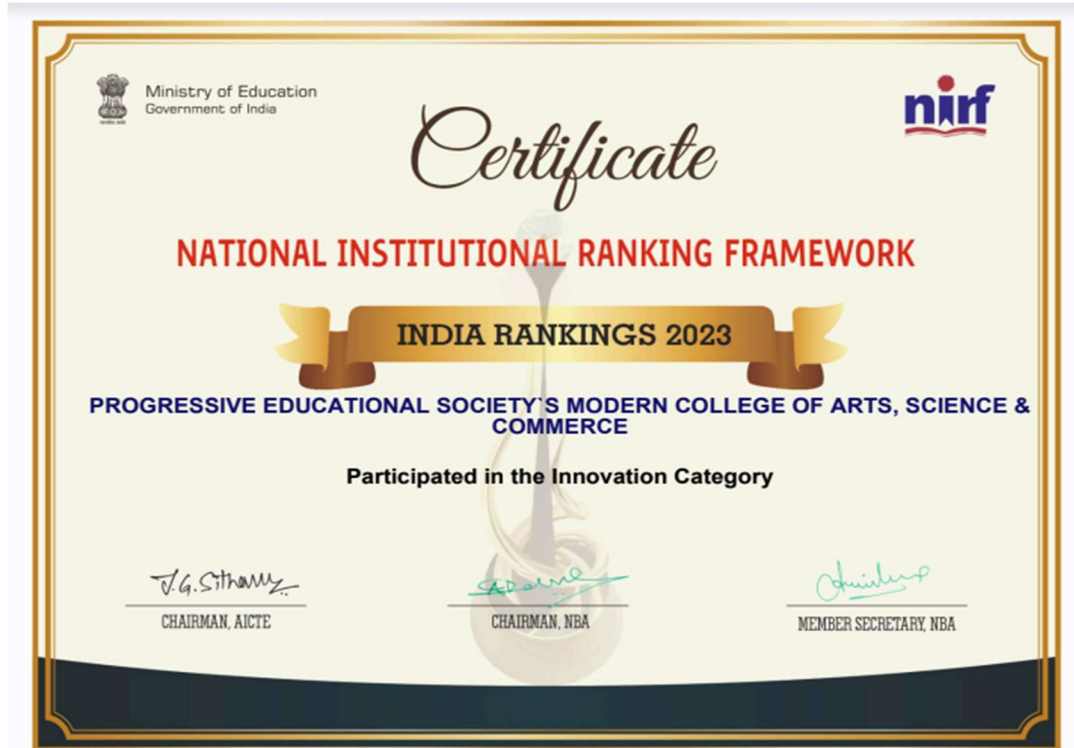 Ministry of Education
Government of India
nirf
Certificate
NATIONAL INSTITUTIONAL RANKING FRAMEWORK
INDIA RANKINGS 2023
PROGRESSIVE EDUCATIONAL SOCIETY`S MODERN COLLEGE OF ARTS, SCIENCE &
COMMERCE
Participated in the Innovation Category
T.G.Sitharam
CHAIRMAN, AICTE
CHAIRMAN, NBA
MEMBER SECRETARY, NBA